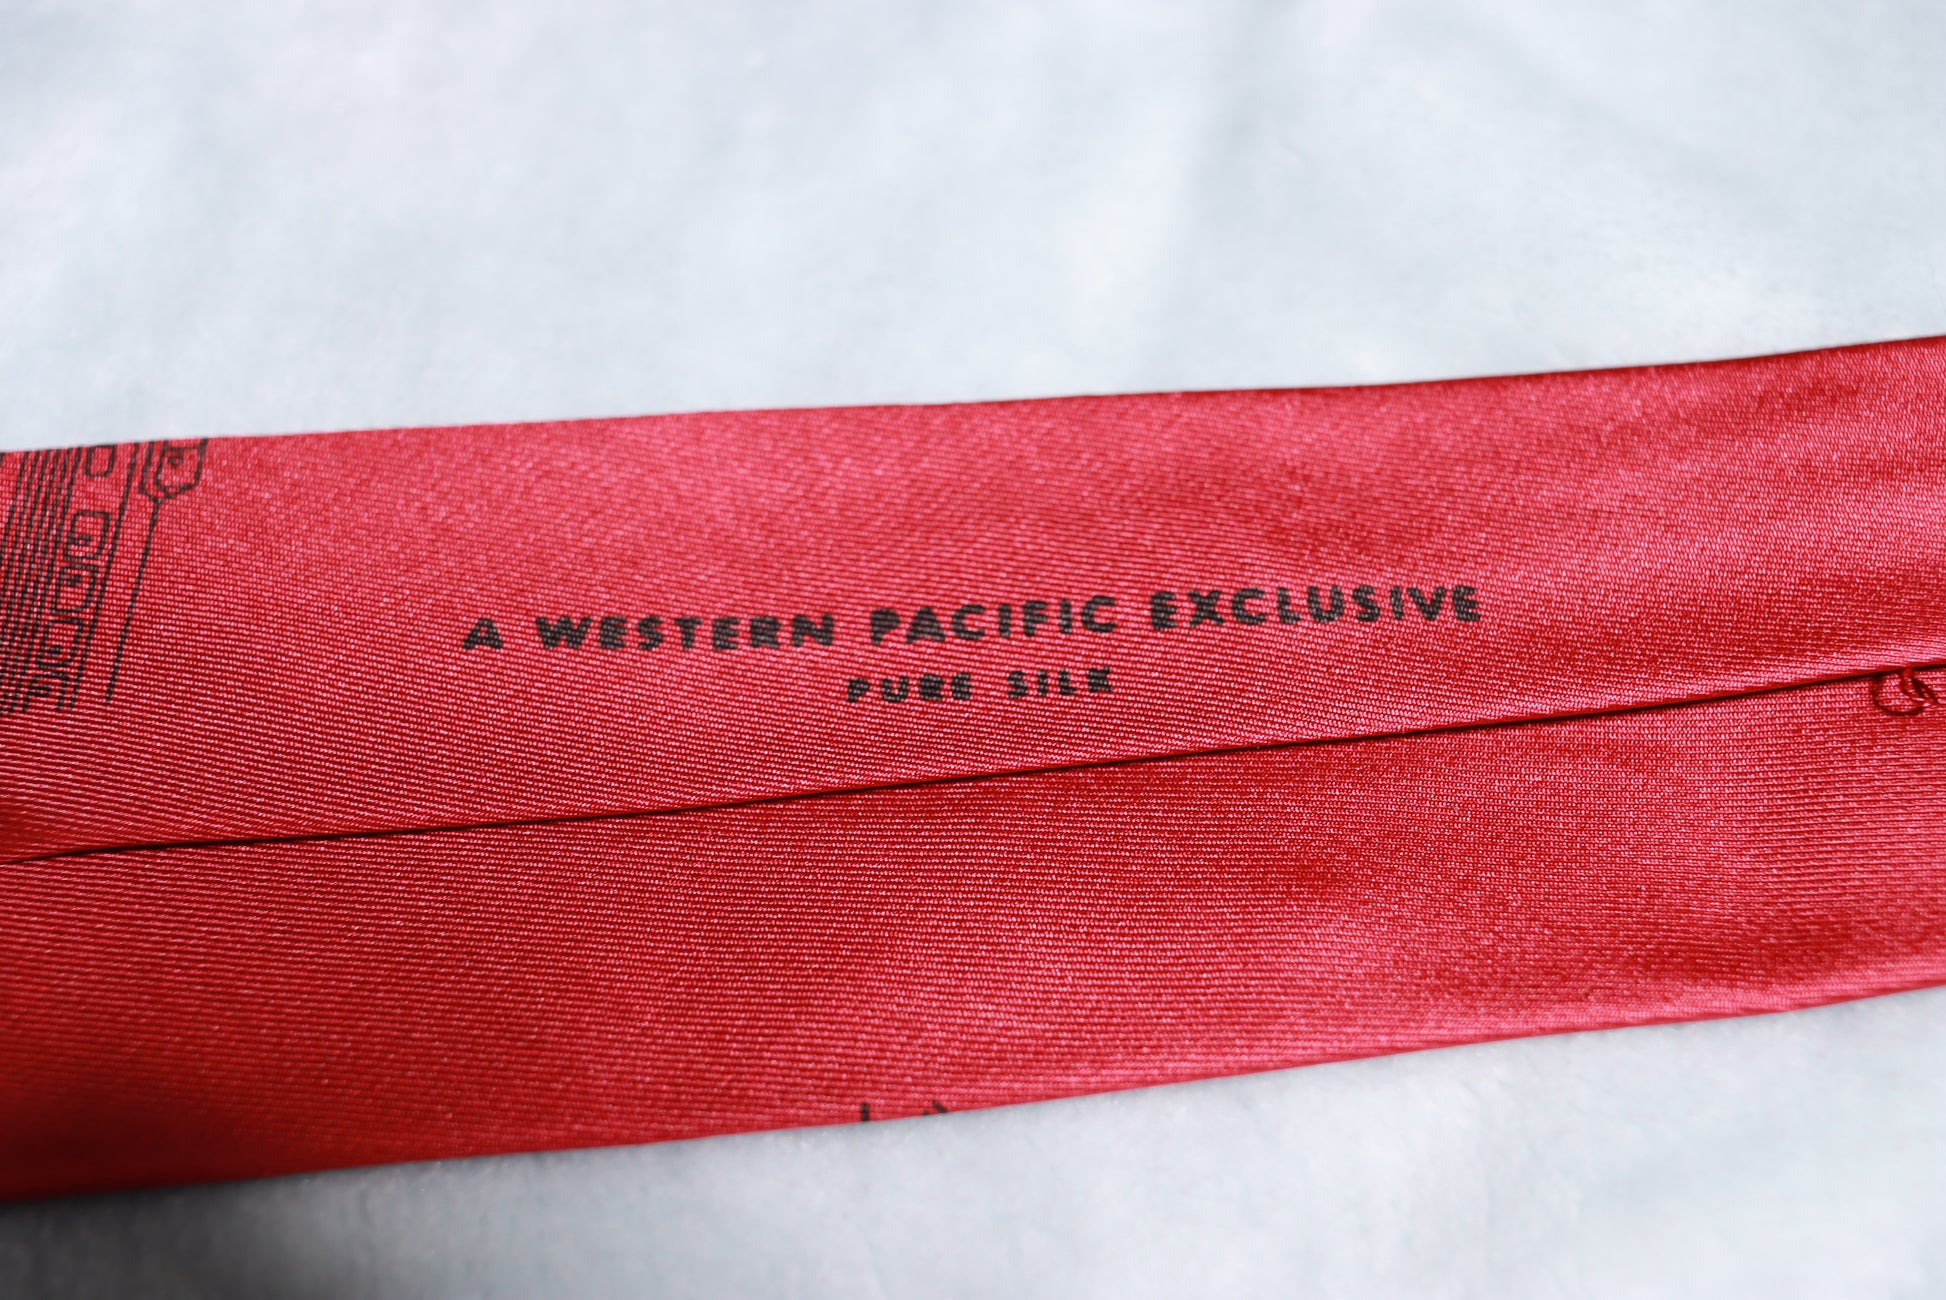 A WESTERN PACIFIC EXCLUSIVE
PURE SILK